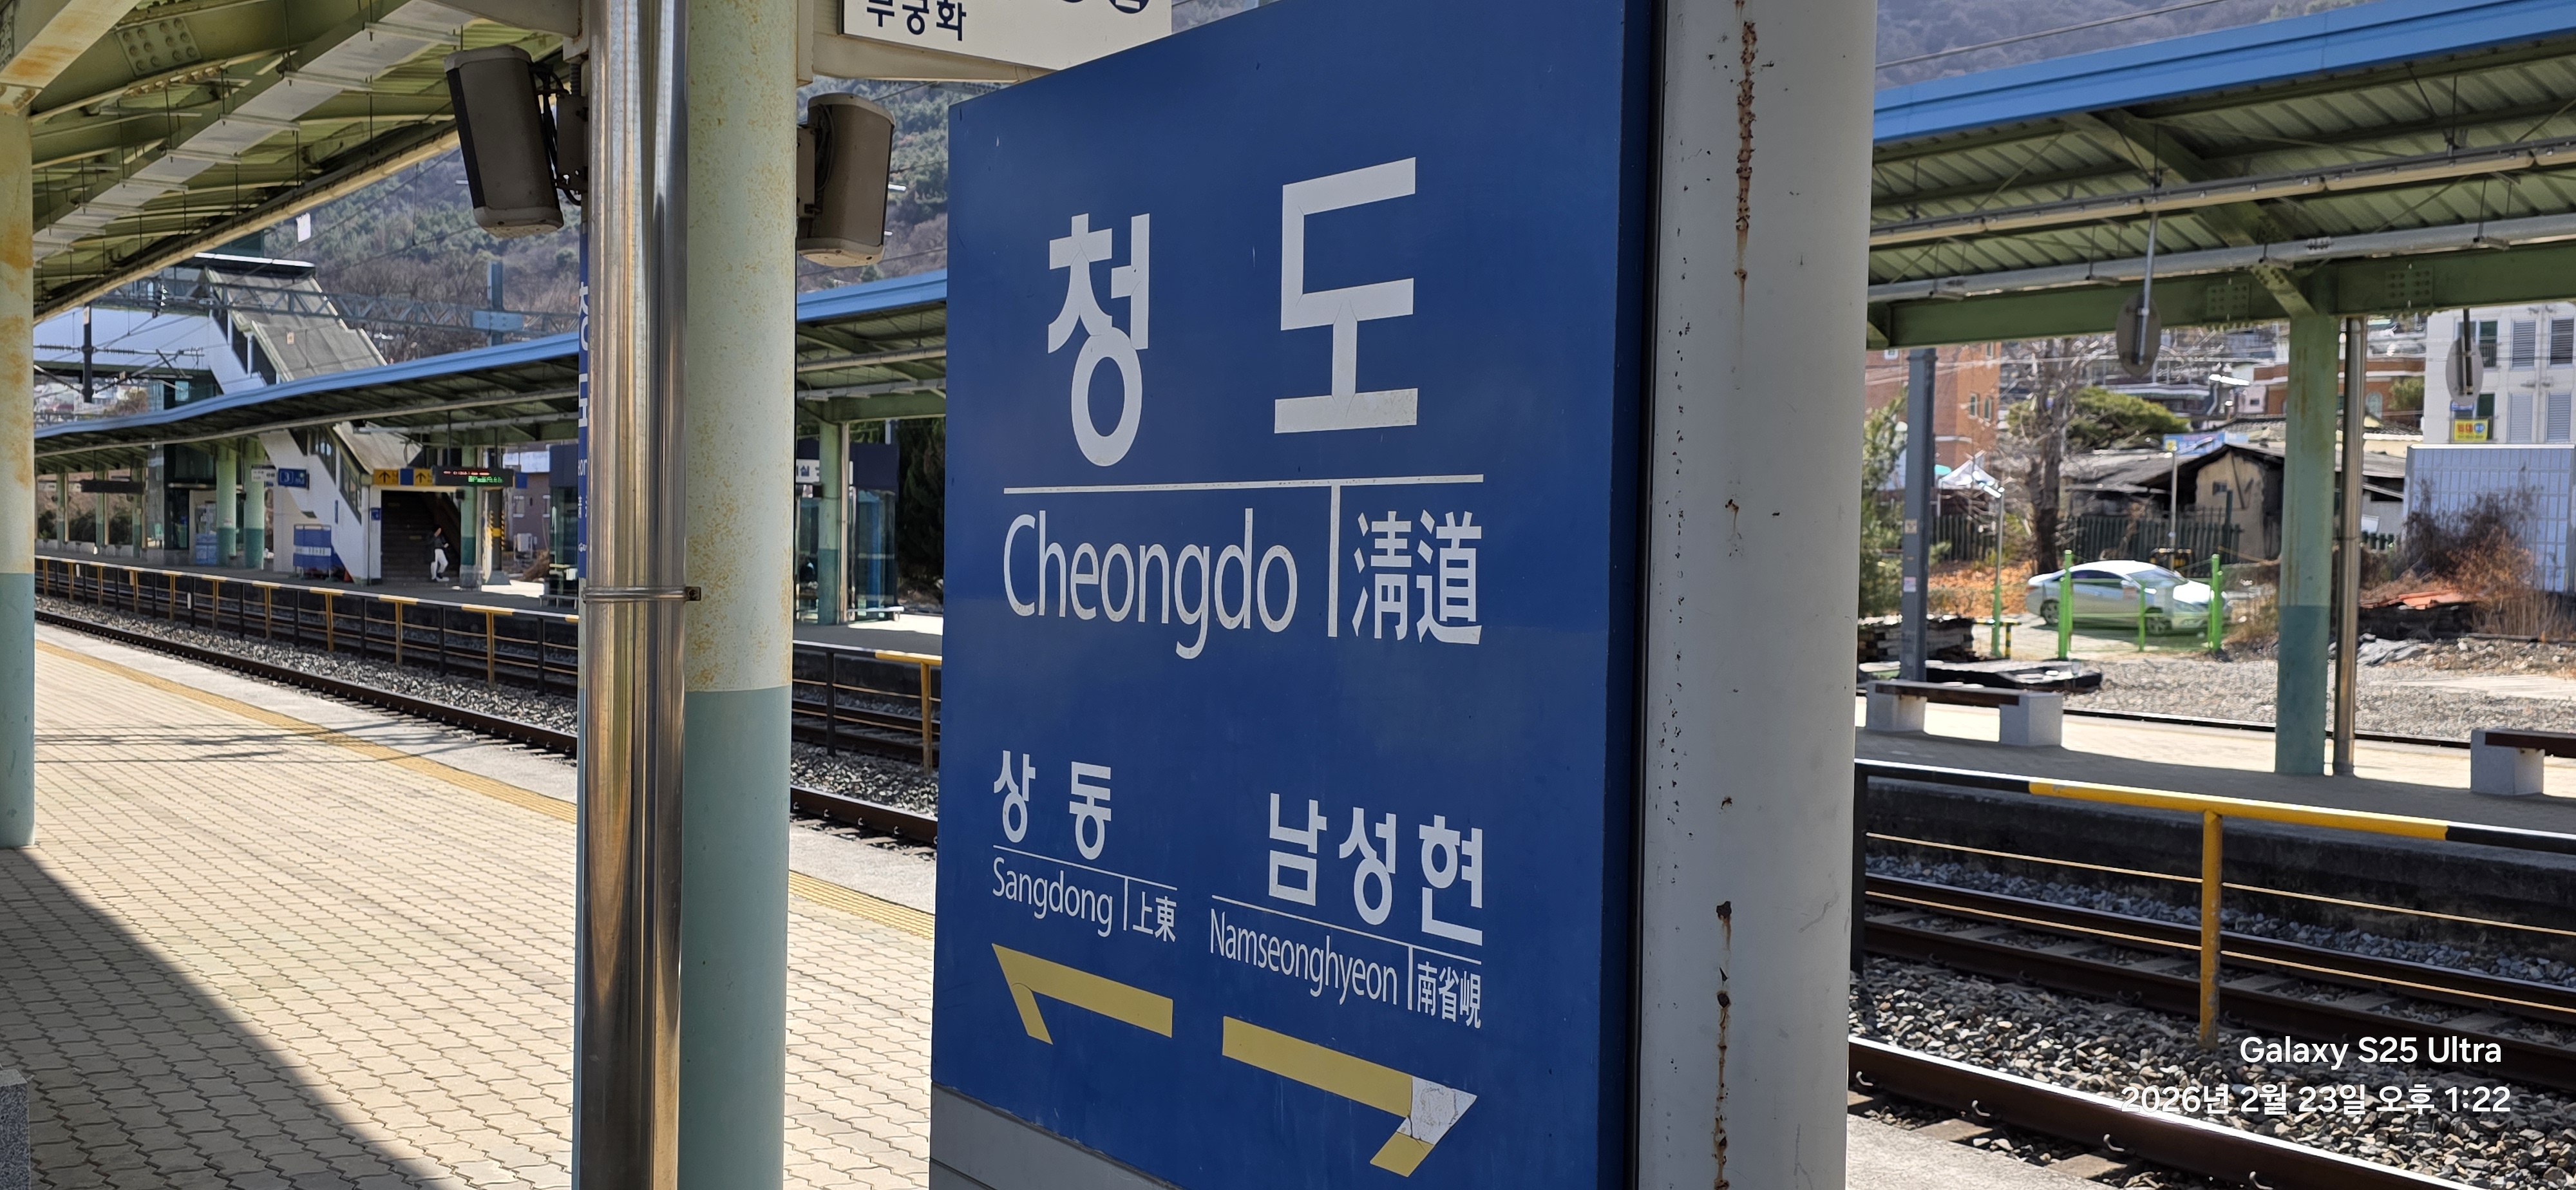 무궁화
청도
Cheongdo 淸道
상동
Sangdong 上東
남성현
Namseonghyeon 南省峴
Galaxy S25 Ultra
2026년 2월 23일 오후 1:22